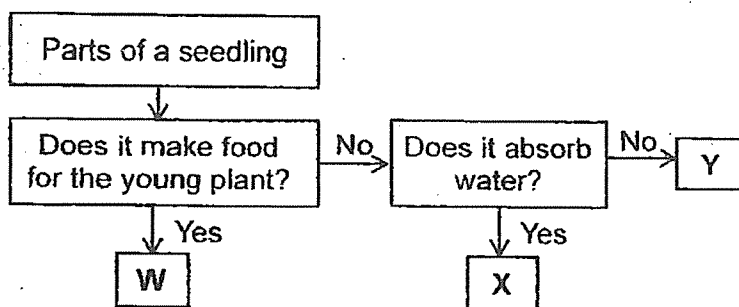 Parts of a seedling
Does it make food
for the young plant?
No
Does it absorb
water?
No
Y
Yes
W
Yes
X